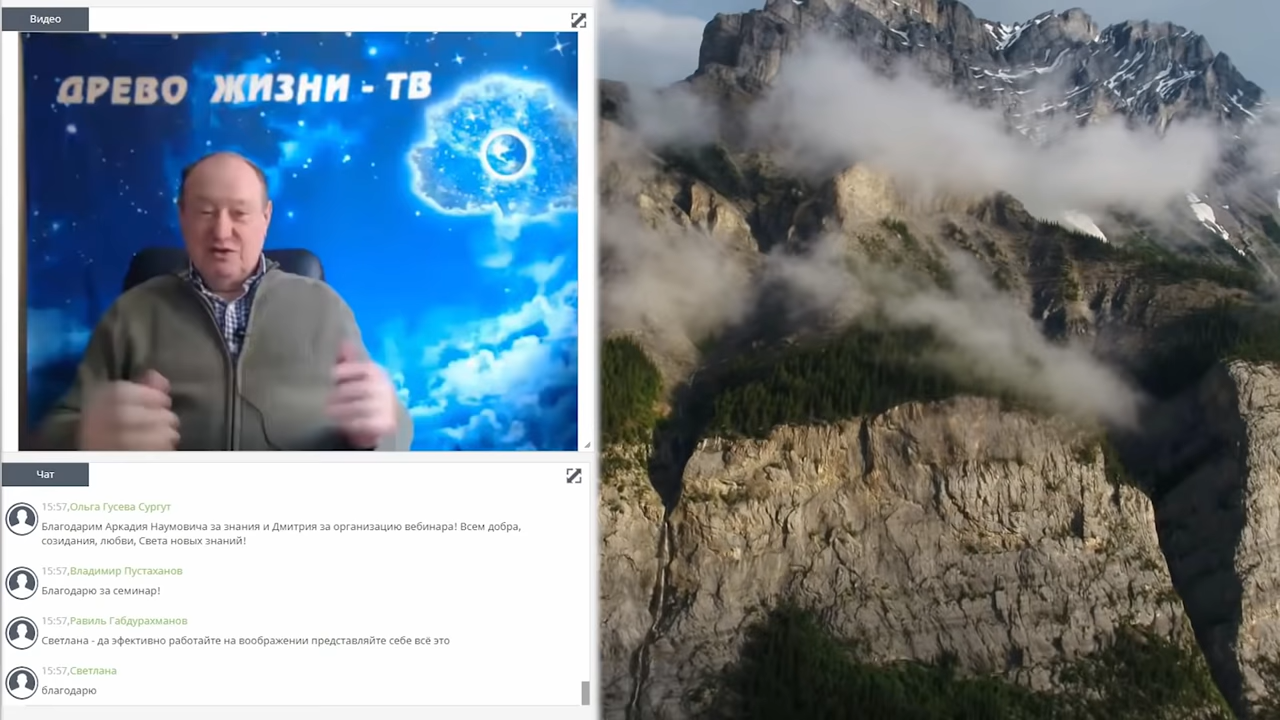 Видео
ДРЕВО ЖИЗНИ - ТВ
Чат
15:57,Ольга Гусева Сургут
Благодарим Аркадия Наумовича за знания и Дмитрия за организацию вебинара! Всем добра,
созидания, любви, Света новых знаний!
15:57,Владимир Пустаханов
Благодарю за семинар!
15:57,Равиль Габдурахманов
Светлана - да эфективно работайте на воображении представляйте себе всё это
15:57,Светлана
благодарю